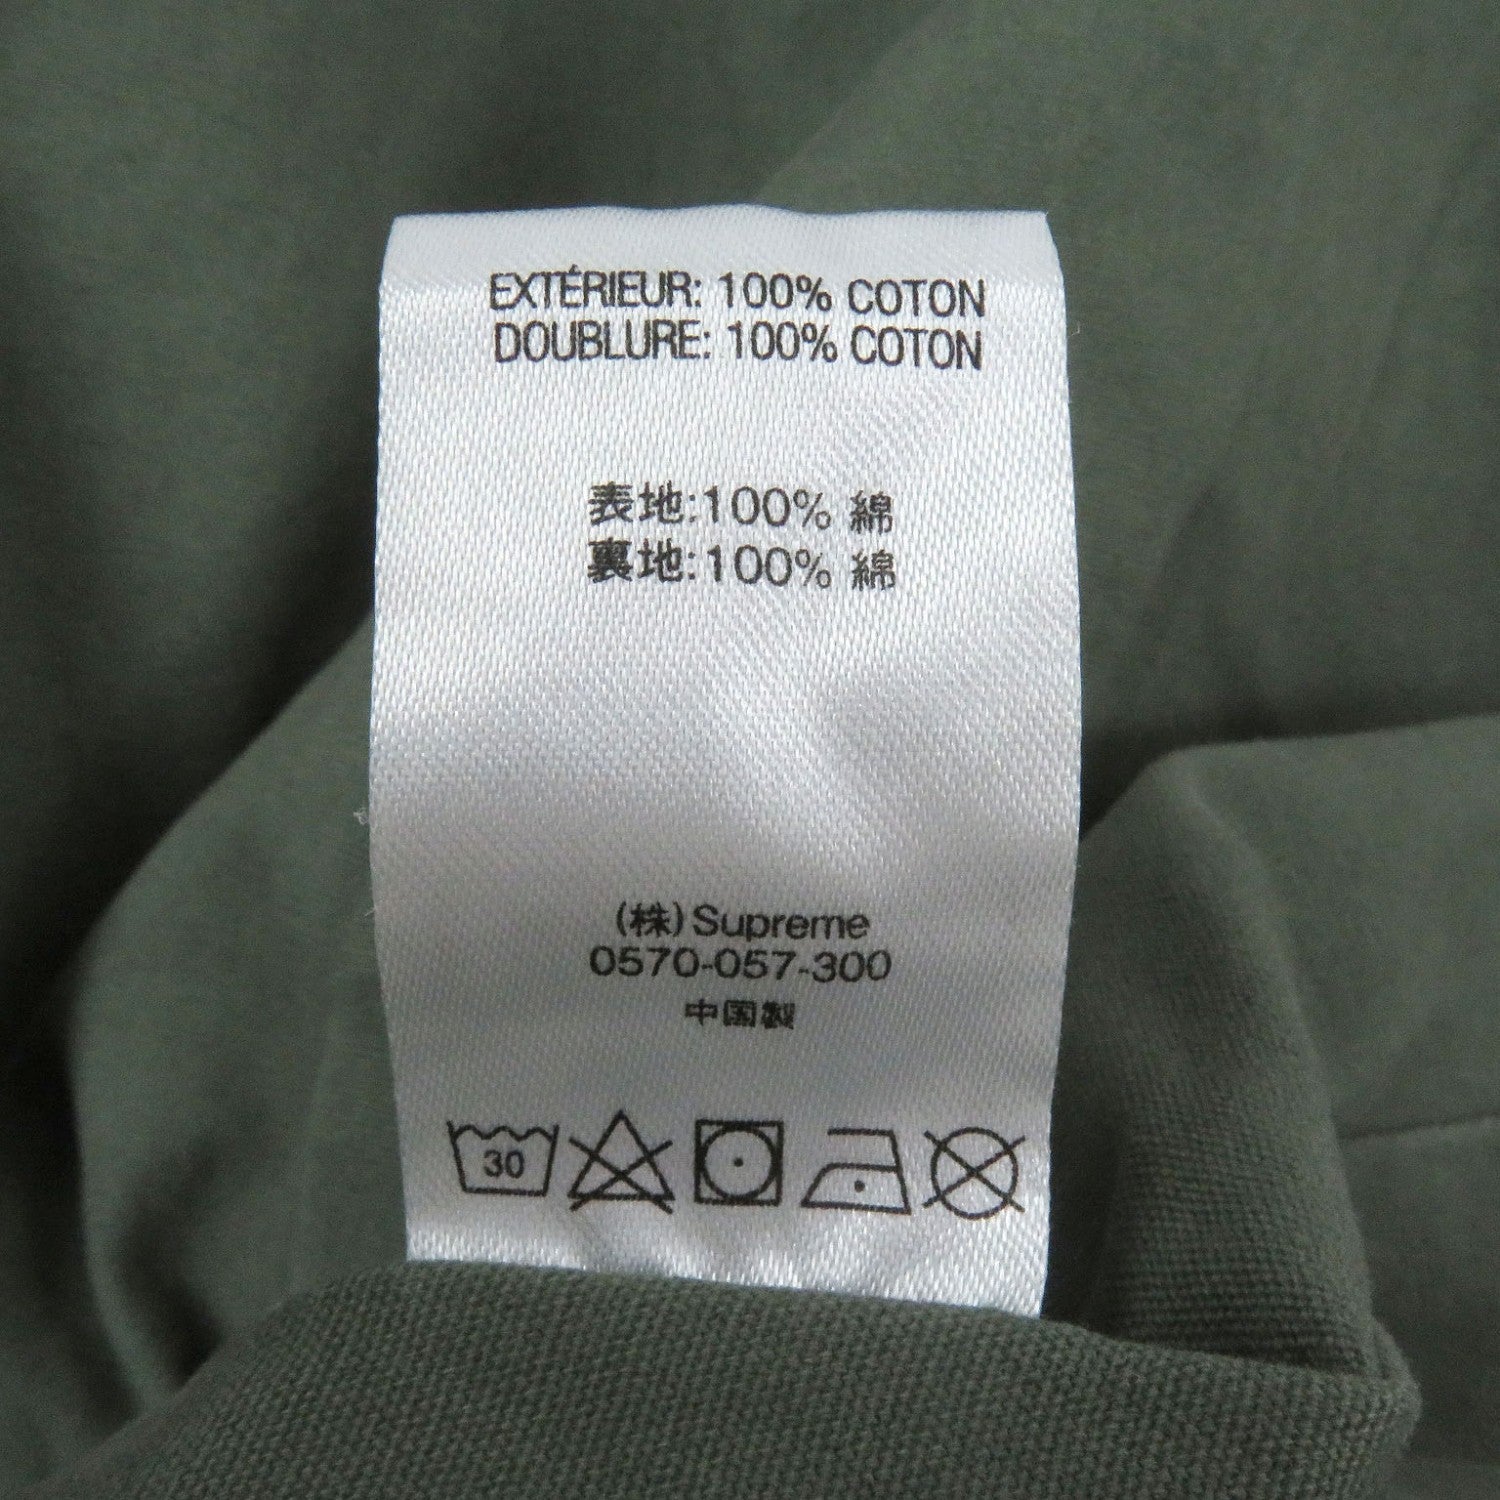 EXTÉRIEUR: 100% COTON
DOUBLURE: 100% COTON
表地:100% 綿
裏地:100% 綿
(株)Supreme
0570-057-300
中国製
30